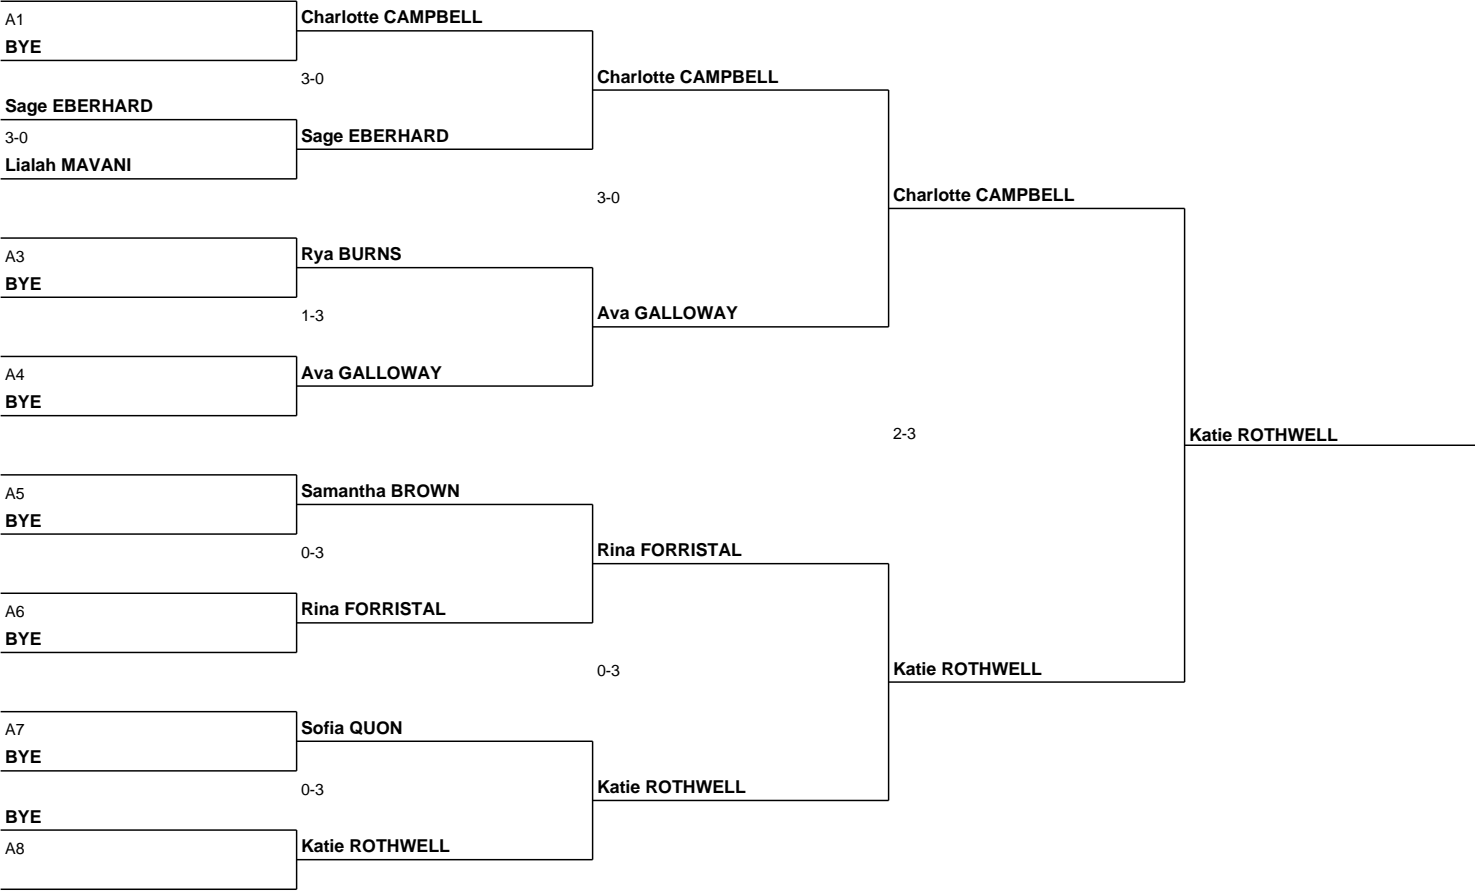 A1
BYE
Charlotte CAMPBELL
3-0
Sage EBERHARD
3-0
Lialah MAVANI
Sage EBERHARD
Charlotte CAMPBELL
3-0
A3
BYE
Rya BURNS
1-3
A4
BYE
Ava GALLOWAY
Ava GALLOWAY
Charlotte CAMPBELL
2-3
A5
BYE
Samantha BROWN
0-3
A6
BYE
Rina FORRISTAL
Rina FORRISTAL
0-3
A7
BYE
Sofia QUON
0-3
BYE
A8
Katie ROTHWELL
Katie ROTHWELL
Katie ROTHWELL
Katie ROTHWELL